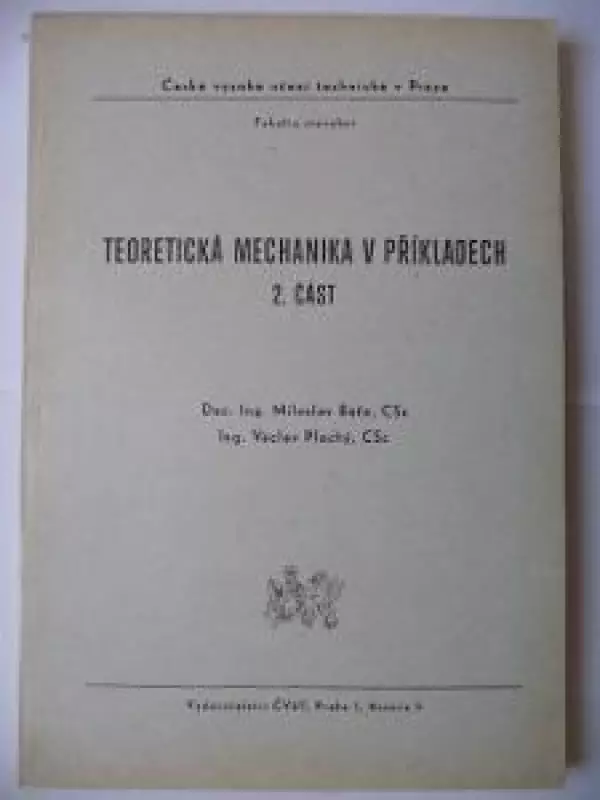 České vysoké učení technické v Praze
Fakulta stavební
TEORETICKÁ MECHANIKA V PŘÍKLADECH
2. ČÁST
Doc. Ing. Miloslav Baťa, CSc
Ing. Václav Plachý, CSc
Vydavatelství ČVUT, Praha 1, Husova 5